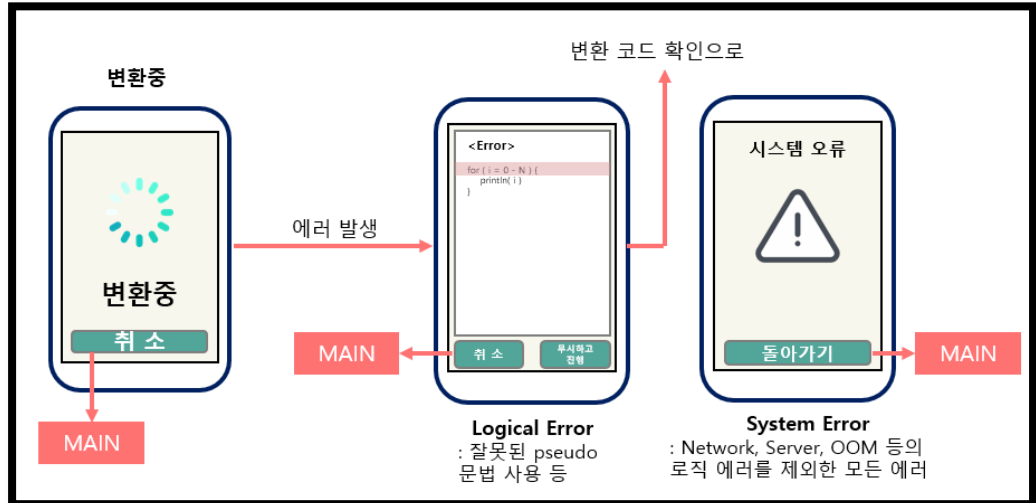 변환중
변환중
취 소
MAIN
에러 발생
<Error>
for ( i = 0 - N ) {
println( i )
}
취 소
무시하고
진행
MAIN
변환 코드 확인으로
Logical Error
: 잘못된 pseudo
문법 사용 등
시스템 오류
돌아가기
MAIN
System Error
: Network, Server, OOM 등의
로직 에러를 제외한 모든 에러